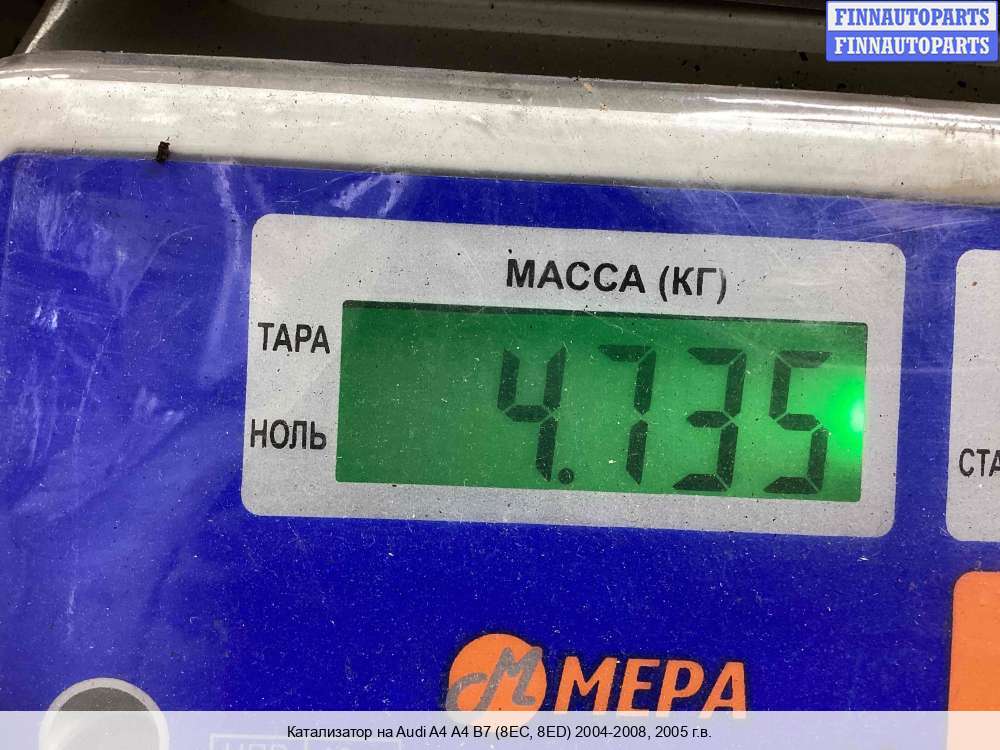 FINNAUTOPARTS
FINNAUTOPARTS
МАССА (КГ)
ТАРА
4.735
НОЛЬ
СТА
МЕРА
Катализатор на Audi A4 A4 B7 (8EC, 8ED) 2004-2008, 2005 г.в.